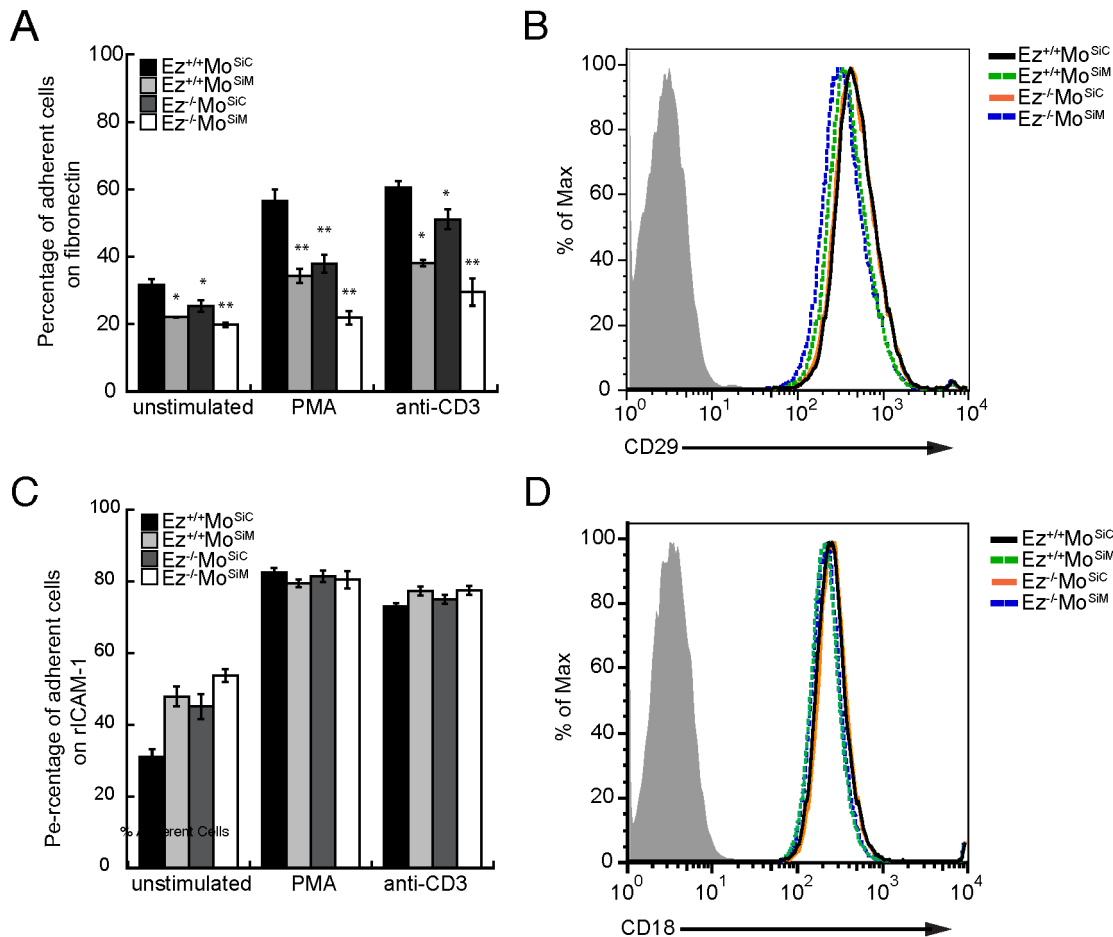 A
Percentage of adherent cells
on fibronectin
100
80
60
40
20
0
Ez+/+MoSiC
Ez+/+MoSiM
Ez-/-MoSiC
Ez-/-MoSiM
*
*
**
**
**
**
*
*
**
unstimulated
PMA
anti-CD3
B
% of Max
100
80
60
40
20
0
10^0
10^1
10^2
10^3
10^4
CD29
Ez+/+MoSiC
Ez+/+MoSiM
Ez-/-MoSiC
Ez-/-MoSiM
C
Pe-rcentage of adherent cells
on rICAM-1
100
80
60
40
20
0
Ez+/+MoSiC
Ez+/+MoSiM
Ez-/-MoSiC
Ez-/-MoSiM
% Adherent Cells
unstimulated
PMA
anti-CD3
D
% of Max
100
80
60
40
20
0
10^0
10^1
10^2
10^3
10^4
CD18
Ez+/+MoSiC
Ez+/+MoSiM
Ez-/-MoSiC
Ez-/-MoSiM